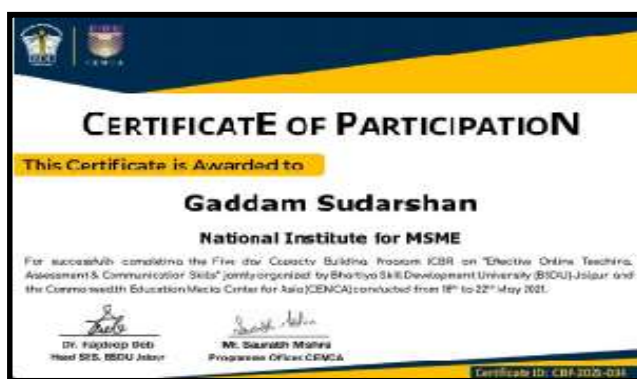 CEMCA
CERTIFICATE OF PARTICIPATION
This Certificate is Awarded to
Gaddam Sudarshan
National Institute for MSME
For successfully completing the Five day Capacity Building Program (CBP) on "Effective Online Teaching,
Assessment & Communication Skills" jointly organized by Bhartiya Skill Development University (BSDU) Jaipur and
the Commonwealth Education Media Center for Asia (CEMCA) conducted from 18th to 22nd May 2021.
Dr. Rajdeep Deb
Mr. Saurabh Mishra
Head SES, BSDU Jaipur
Programme Officer CEMCA
Certificate ID: CBP-2021-034